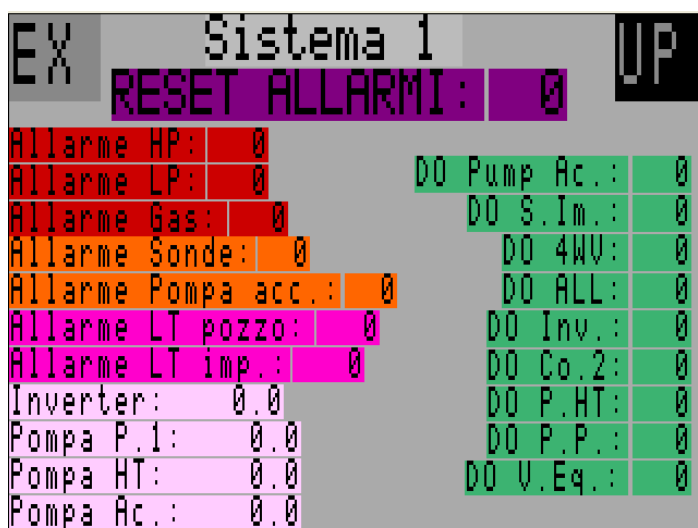 EX Sistema 1 UP
RESET ALLARMI: 0
Allarme HP: 0
Allarme LP: 0
Allarme Gas: 0
Allarme Sonde: 0
Allarme Pompa acc.: 0
Allarme LT pozzo: 0
Allarme LT imp.: 0
Inverter: 0.0
Pompa P.1: 0.0
Pompa HT: 0.0
Pompa Ac.: 0.0
DO Pump Ac.: 0
DO S.Im.: 0
DO 4WV: 0
DO ALL: 0
DO Inv.: 0
DO Co.2: 0
DO P.HT: 0
DO P.P.: 0
DO V.Eq.: 0